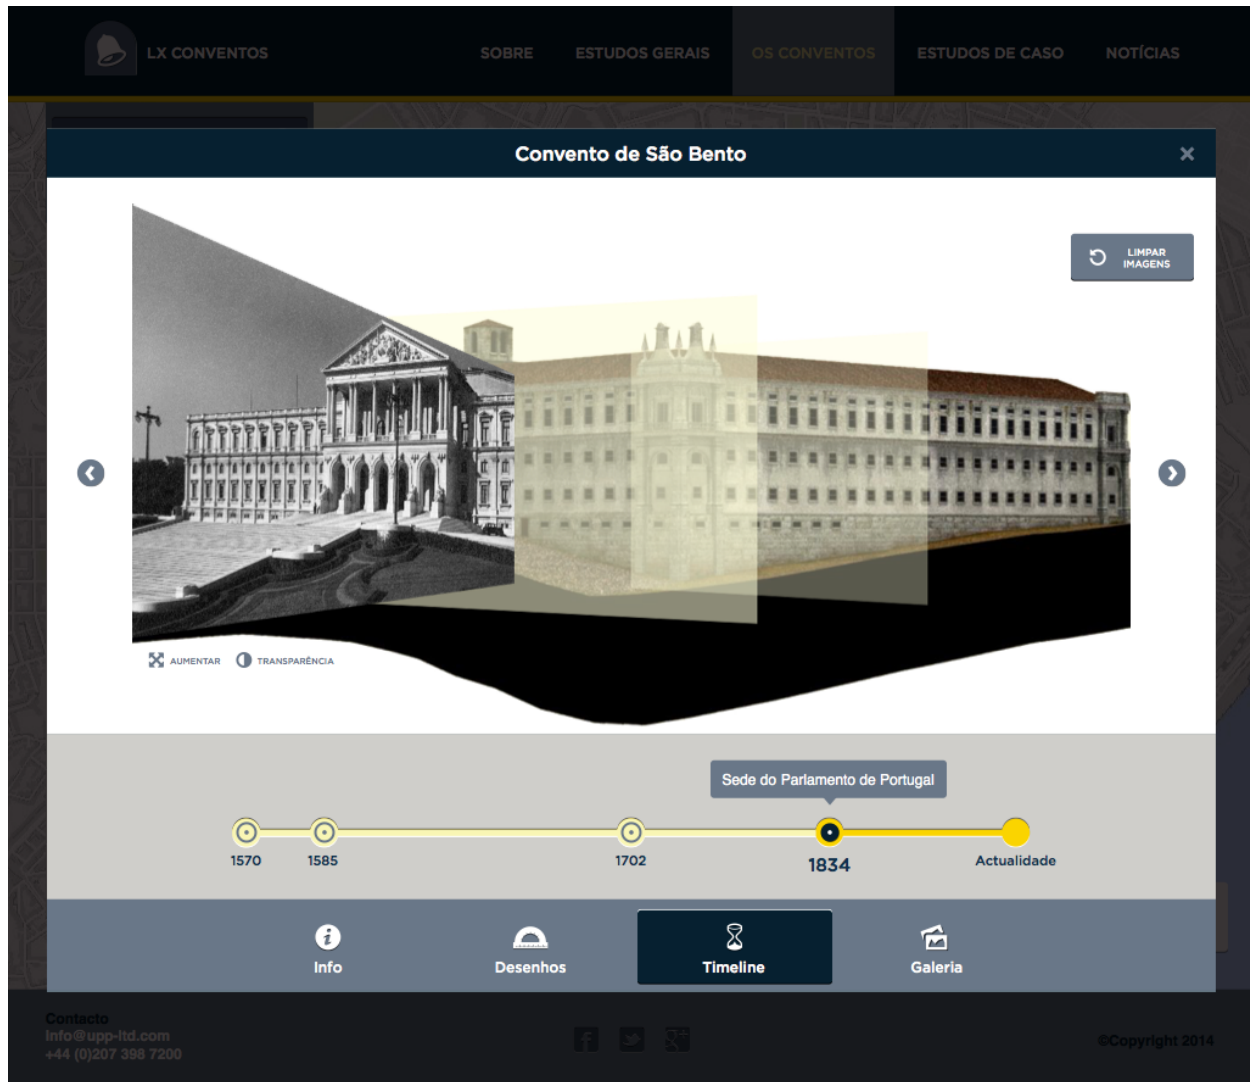 LX CONVENTOS
SOBRE
ESTUDOS GERAIS
OS CONVENTOS
ESTUDOS DE CASO
NOTÍCIAS
Convento de São Bento
LIMPAR
IMAGENS
AUMENTAR
TRANSPARÊNCIA
Sede do Parlamento de Portugal
1570
1585
1702
1834
Actualidade
Info
Desenhos
Timeline
Galeria
Contacto
Info@upp-ltd.com
+44 (0)207 398 7200
©Copyright 2014